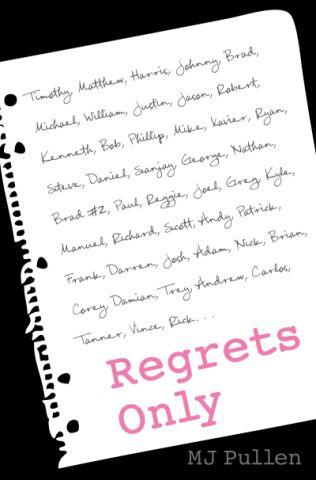 Timothy, Matthew, Harris, Johnny, Brad,
Michael, William, Justin, Jason, Robert,
Kenneth, Bob, Phillip, Mike, Xavier, Ryan,
Steve, Daniel, Sanjay, George, Nathan,
Brad #2, Paul, Reggie, Joel, Greg, Kyle,
Manuel, Richard, Scott, Andy, Patrick,
Frank, Darren, Josh, Adam, Nick, Brian,
Corey, Damian, Trey, Andrew, Carlos,
Tanner, Vince, Rick. . .
Regrets
Only
MJ Pullen